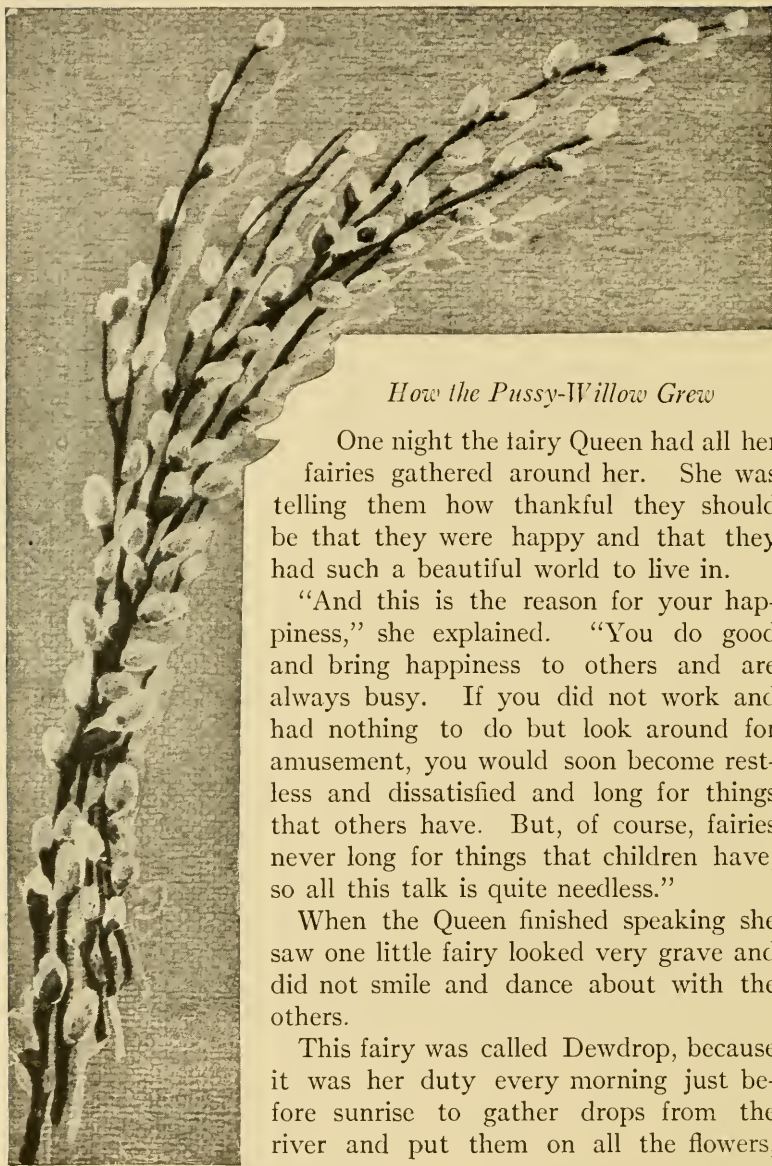 How the Pussy-Willow Grew
One night the fairy Queen had all her
fairies gathered around her. She was
telling them how thankful they should
be that they were happy and that they
had such a beautiful world to live in.
“And this is the reason for your hap-
piness,” she explained. “You do good
and bring happiness to others and are
always busy. If you did not work and
had nothing to do but look around for
amusement, you would soon become rest-
less and dissatisfied and long for things
that others have. But, of course, fairies
never long for things that children have,
so all this talk is quite needless.”
When the Queen finished speaking she
saw one little fairy looked very grave and
did not smile and dance about with the
others.
This fairy was called Dewdrop, because
it was her duty every morning just be-
fore sunrise to gather drops from the
river and put them on all the flowers,